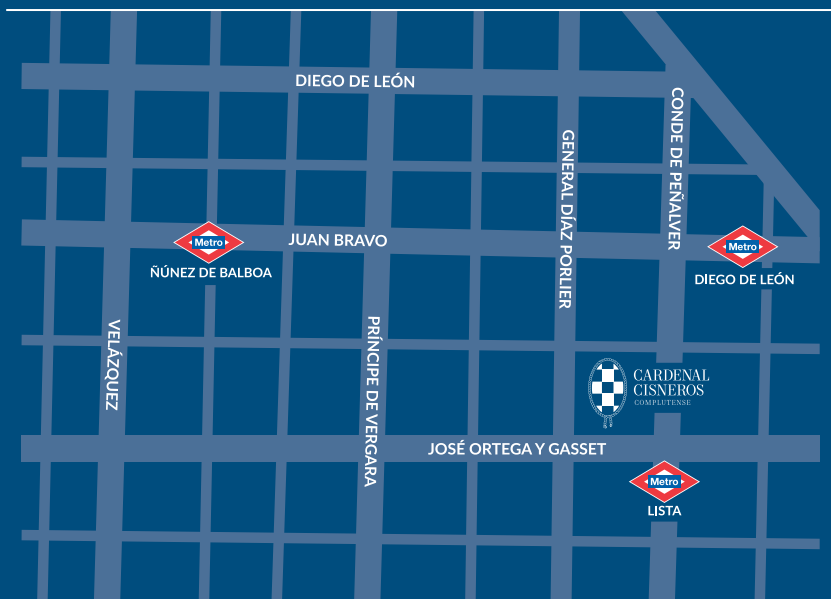 DIEGO DE LEÓN
CONDE DE PEÑALVER
GENERAL DÍAZ PORLIER
Metro
JUAN BRAVO
Metro
ÑÚNEZ DE BALBOA
DIEGO DE LEÓN
VELÁZQUEZ
PRÍNCIPE DE VERGARA
CARDENAL
CISNEROS
COMPLUTENSE
JOSÉ ORTEGA Y GASSET
Metro
LISTA